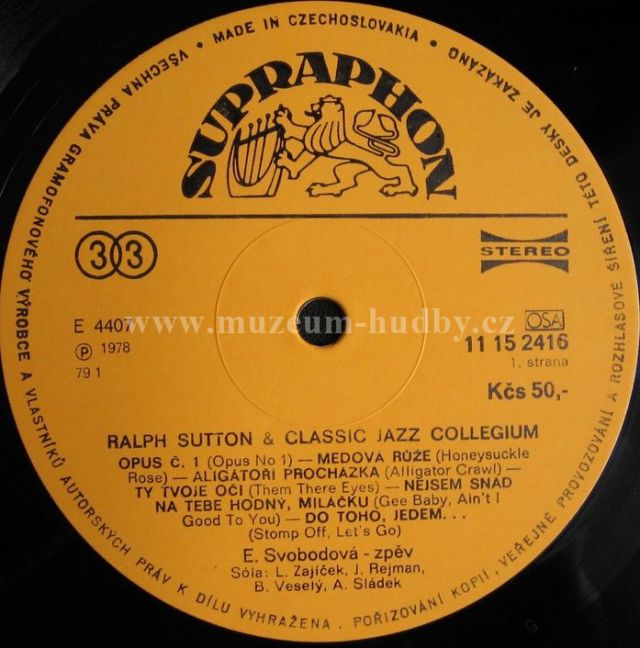 VŠECHNA PRÁVA GRAMOFONOVÉHO VÝROBCE A VLASTNÍKŮ AUTORSKÝCH PRÁV K DÍLU VYHRAŽENA. POŘIZOVÁNÍ KOPIÍ, VEŘEJNÉ PROVOZOVÁNÍ A ROZHLASOVÉ ŠÍŘENÍ TÉTO DESKY JE ZAKÁZÁNO
• MADE IN CZECHOSLOVAKIA •
SUPRAPHON
33
STEREO
E 4407
www.muzeum-hudby.cz
OSA
Ⓟ 1978
11 15 2416
79 1
1. strana
Kčs 50,-
RALPH SUTTON & CLASSIC JAZZ COLLEGIUM
OPUS Č. 1 (Opus No 1) — MEDOVÁ RŮŽE (Honeysuckle
Rose) — ALIGÁTOŘÍ PROCHÁZKA (Alligator Crawl) —
TY TVOJE OČI (Them There Eyes) — NEJSEM SNAD
NA TEBE HODNÝ, MILÁČKU (Gee Baby, Ain't I
Good To You) — DO TOHO, JEDEM...
(Stomp Off, Let's Go)
E. Svobodová - zpěv
Sóla: L. Zajíček, J. Rejman,
B. Veselý, A. Sládek